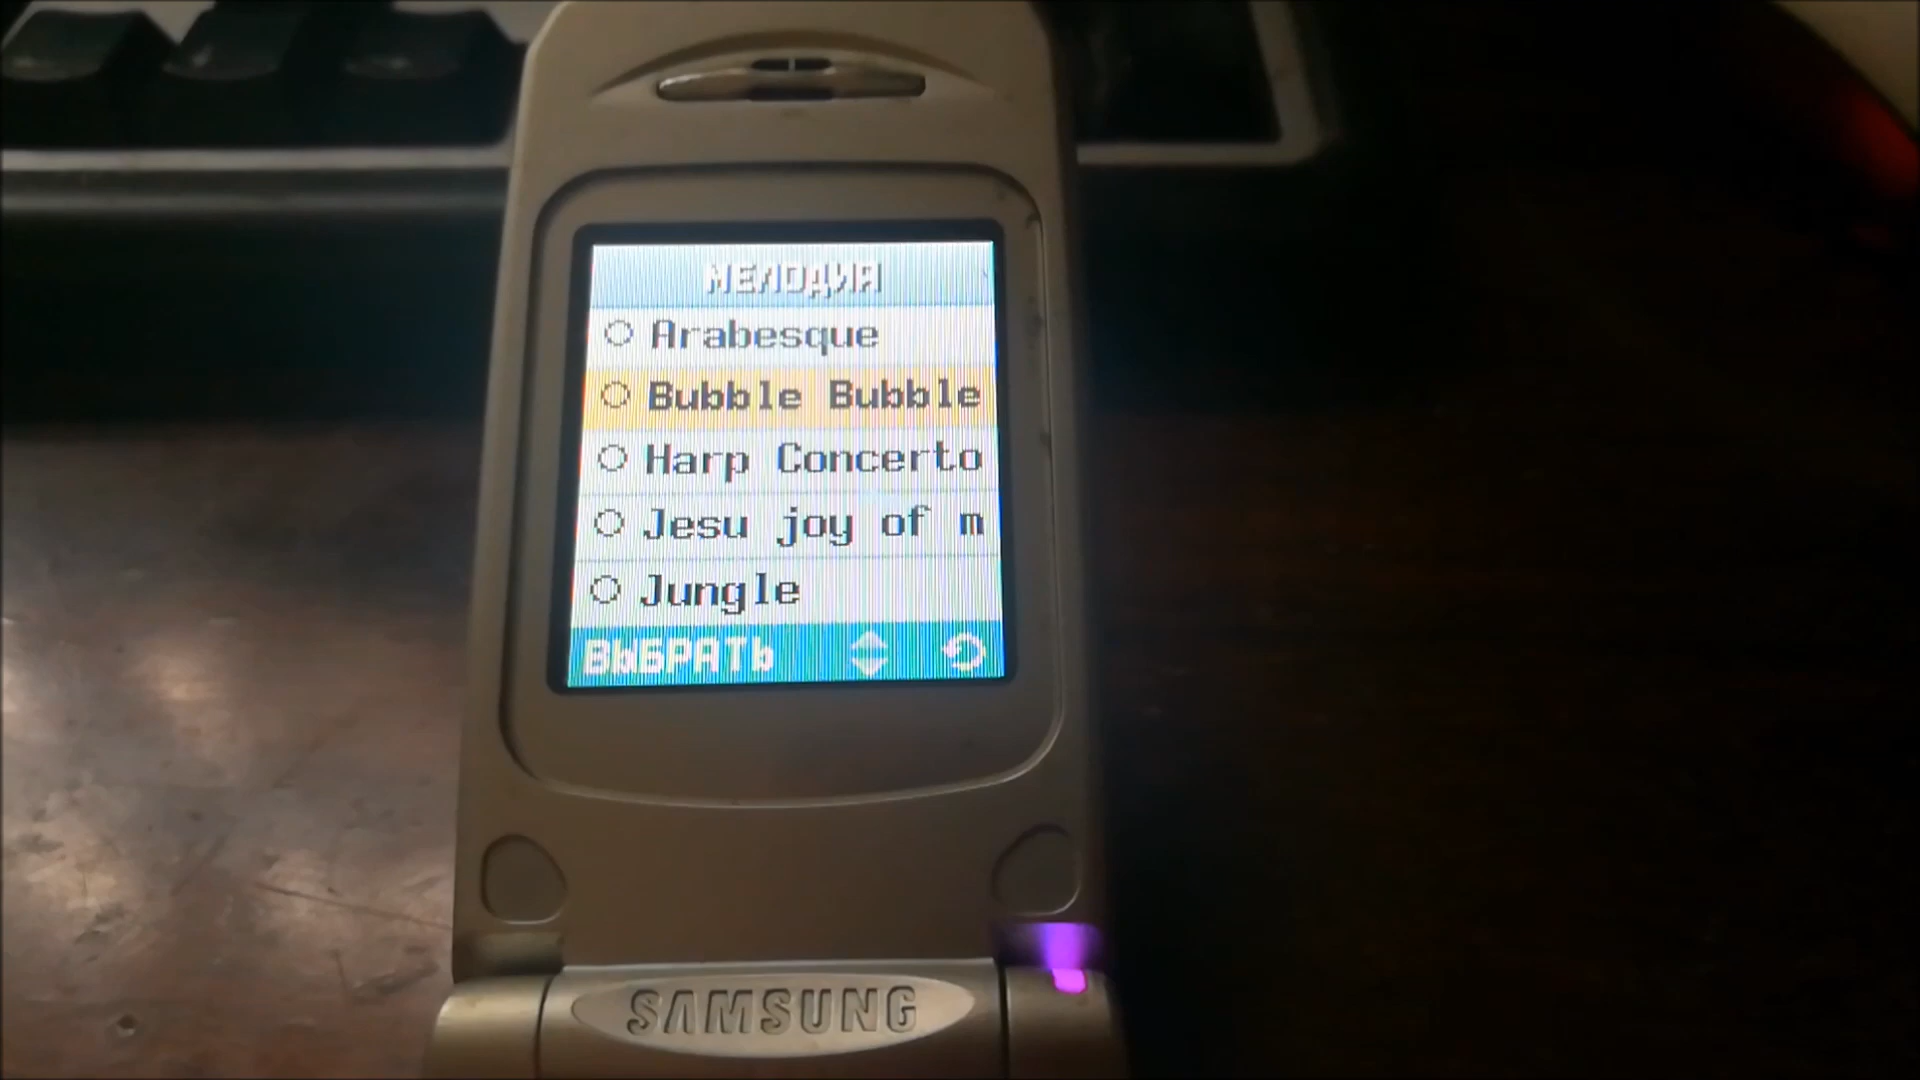 МЕЛОДИЯ
Arabesque
Bubble Bubble
Harp Concerto
Jesu joy of m
Jungle
ВЫБРАТЬ
SAMSUNG